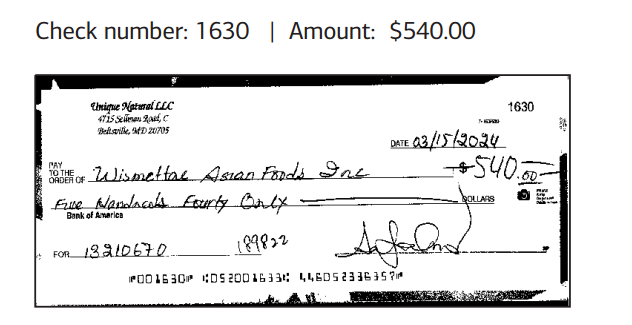 Check number: 1630 | Amount: $540.00
Unique Natural LLC
4715 Sellman Road, C
Beltsville, MD 20705
1630
DATE 03/15/2024
PAY TO THE ORDER OF Wismettac Asian Foods Inc $540.00
Five Handracds Fourty Only DOLLARS
Bank of America
FOR 13210670 189822
⑈001630⑈ ⑆052001633⑆ 446052336357⑈